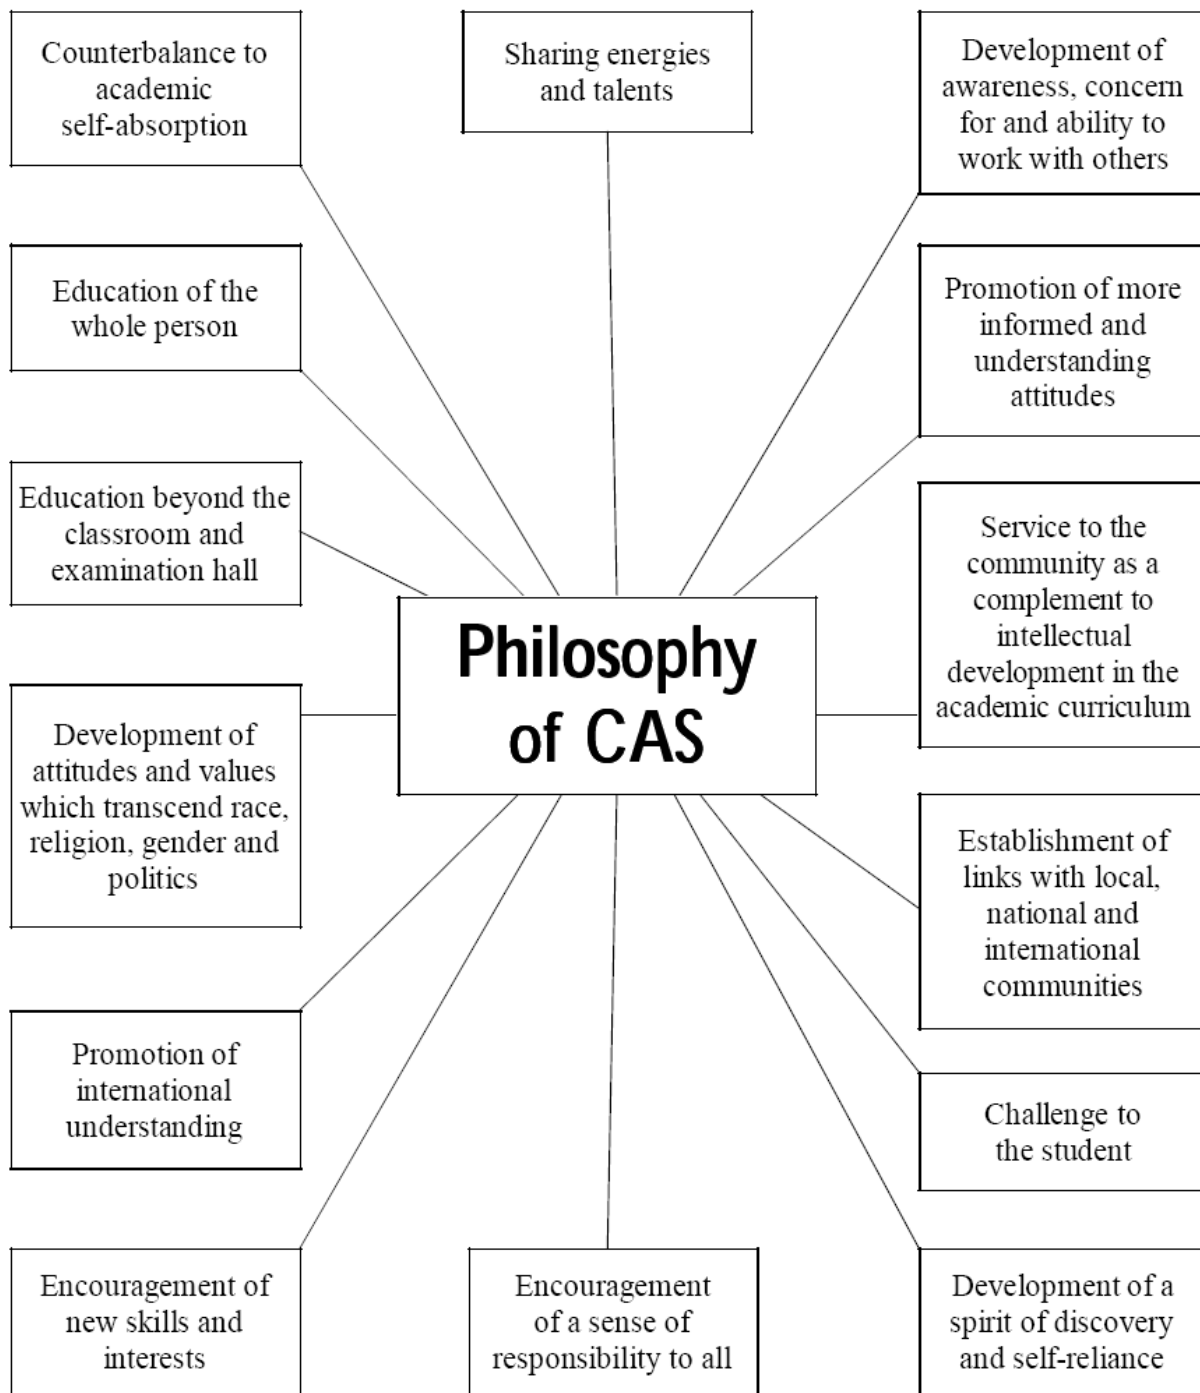 Counterbalance to
academic
self-absorption
Sharing energies
and talents
Development of
awareness, concern
for and ability to
work with others
Education of the
whole person
Promotion of more
informed and
understanding
attitudes
Education beyond the
classroom and
examination hall
Service to the
community as a
complement to
intellectual
development in the
academic curriculum
Philosophy
of CAS
Development of
attitudes and values
which transcend race,
religion, gender and
politics
Establishment of
links with local,
national and
international
communities
Promotion of
international
understanding
Challenge to
the student
Encouragement of
new skills and
interests
Encouragement
of a sense of
responsibility to all
Development of a
spirit of discovery
and self-reliance